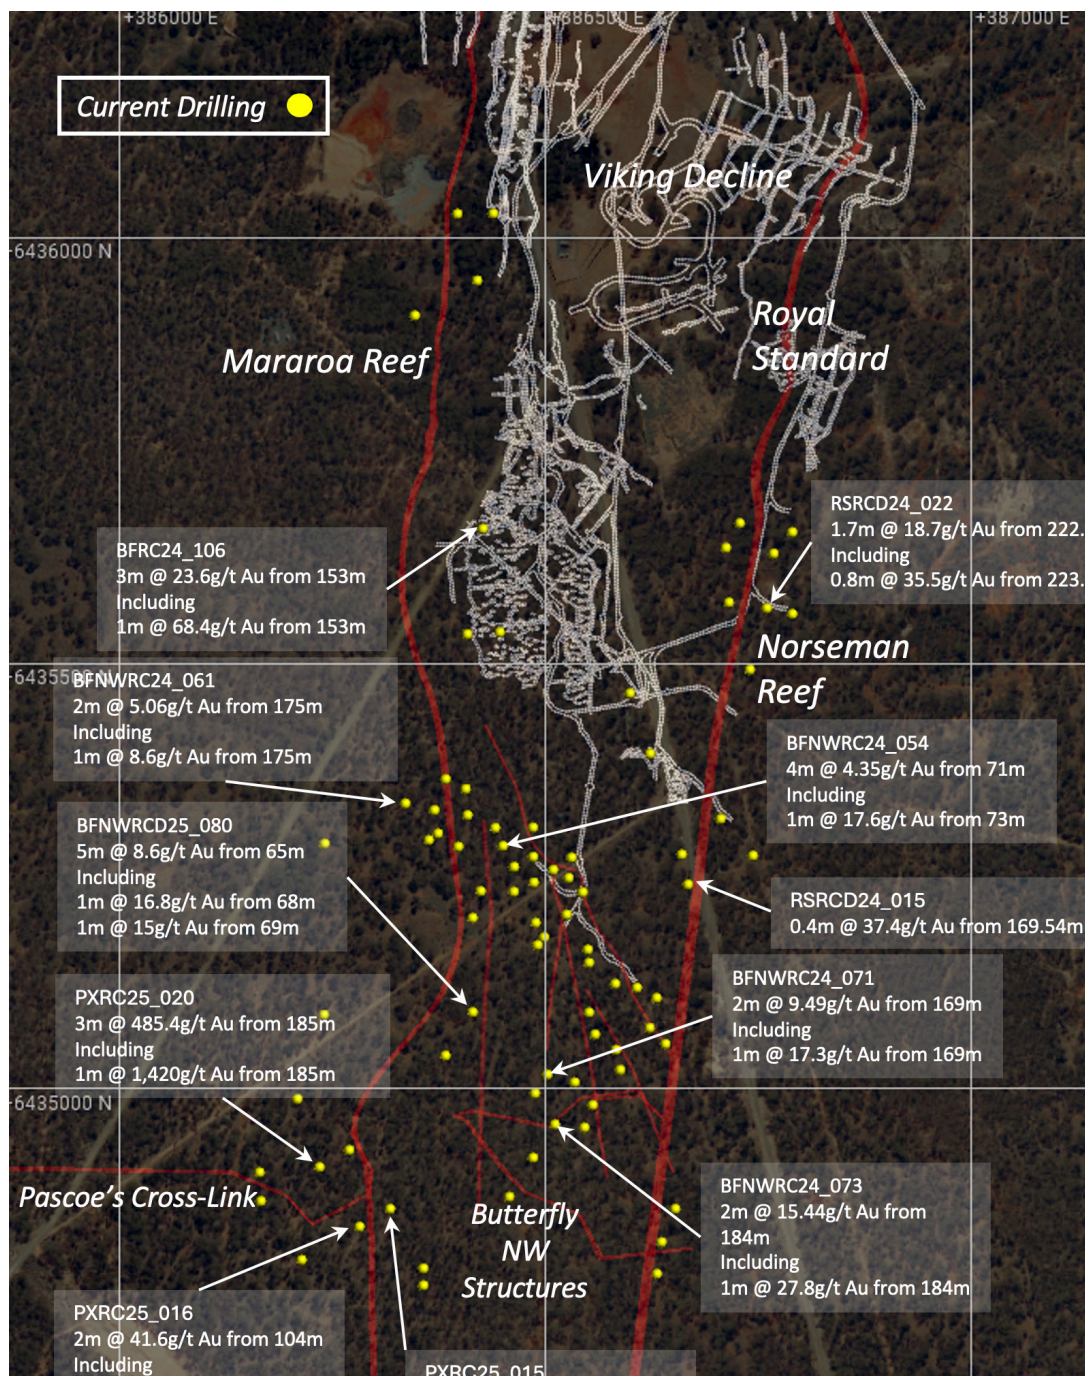 +386000 E
+386500 E
+387000 E
Current Drilling
Viking Decline
-6436000 N
Royal
Standard
Mararoa Reef
RSRCD24_022
1.7m @ 18.7g/t Au from 222.
Including
0.8m @ 35.5g/t Au from 223.
BFRC24_106
3m @ 23.6g/t Au from 153m
Including
1m @ 68.4g/t Au from 153m
Norseman
Reef
-6435500 N
BFNWRC24_061
2m @ 5.06g/t Au from 175m
Including
1m @ 8.6g/t Au from 175m
BFNWRC24_054
4m @ 4.35g/t Au from 71m
Including
1m @ 17.6g/t Au from 73m
BFNWRCD25_080
5m @ 8.6g/t Au from 65m
Including
1m @ 16.8g/t Au from 68m
1m @ 15g/t Au from 69m
RSRCD24_015
0.4m @ 37.4g/t Au from 169.54m
BFNWRC24_071
2m @ 9.49g/t Au from 169m
Including
1m @ 17.3g/t Au from 169m
PXRC25_020
3m @ 485.4g/t Au from 185m
Including
1m @ 1,420g/t Au from 185m
-6435000 N
Pascoe's Cross-Link
Butterfly
NW
Structures
BFNWRC24_073
2m @ 15.44g/t Au from
184m
Including
1m @ 27.8g/t Au from 184m
PXRC25_016
2m @ 41.6g/t Au from 104m
Including
PXRC25_015